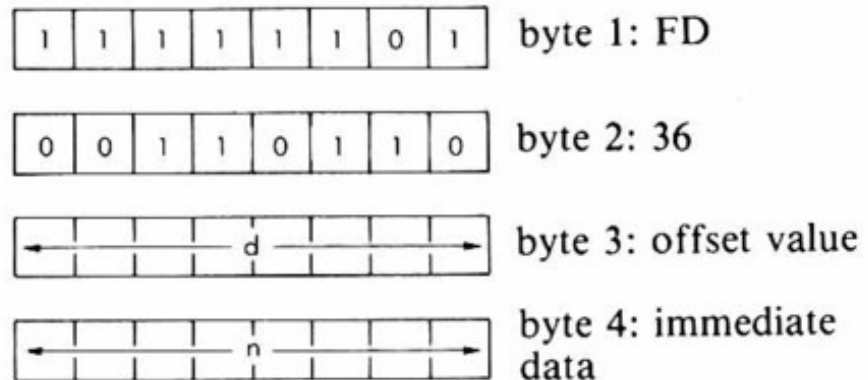 1 1 1 1 1 1 0 1 byte 1: FD
0 0 1 1 0 1 1 0 byte 2: 36
d byte 3: offset value
n byte 4: immediate
data